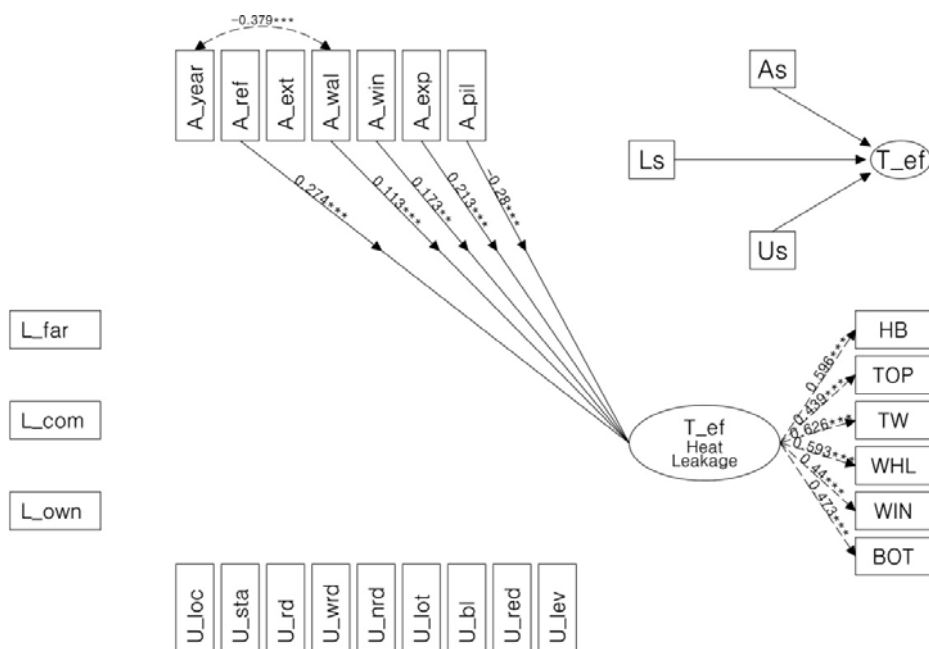 -0.379***
A_year
A_ref
A_ext
A_wal
A_win
A_exp
A_pil
As
Ls
T_ef
Us
0.274***
0.113***
0.173**
0.213***
-0.28***
L_far
L_com
L_own
T_ef
Heat
Leakage
0.596***
0.439***
0.626***
0.593***
0.44***
0.473***
HB
TOP
TW
WHL
WIN
BOT
U_loc
U_sta
U_rd
U_wrd
U_nrd
U_lot
U_bl
U_red
U_lev